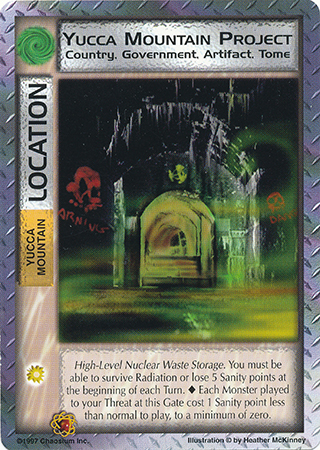 YUCCA MOUNTAIN PROJECT
Country, Government, Artifact, Tome
LOCATION
YUCCA
MOUNTAIN
High-Level Nuclear Waste Storage. You must be
able to survive Radiation or lose 5 Sanity points at
the beginning of each Turn. ♦ Each Monster played
to your Threat at this Gate cost 1 Sanity point less
than normal to play, to a minimum of zero.
©1997 Chaosium Inc.
Illustration © by Heather McKinney